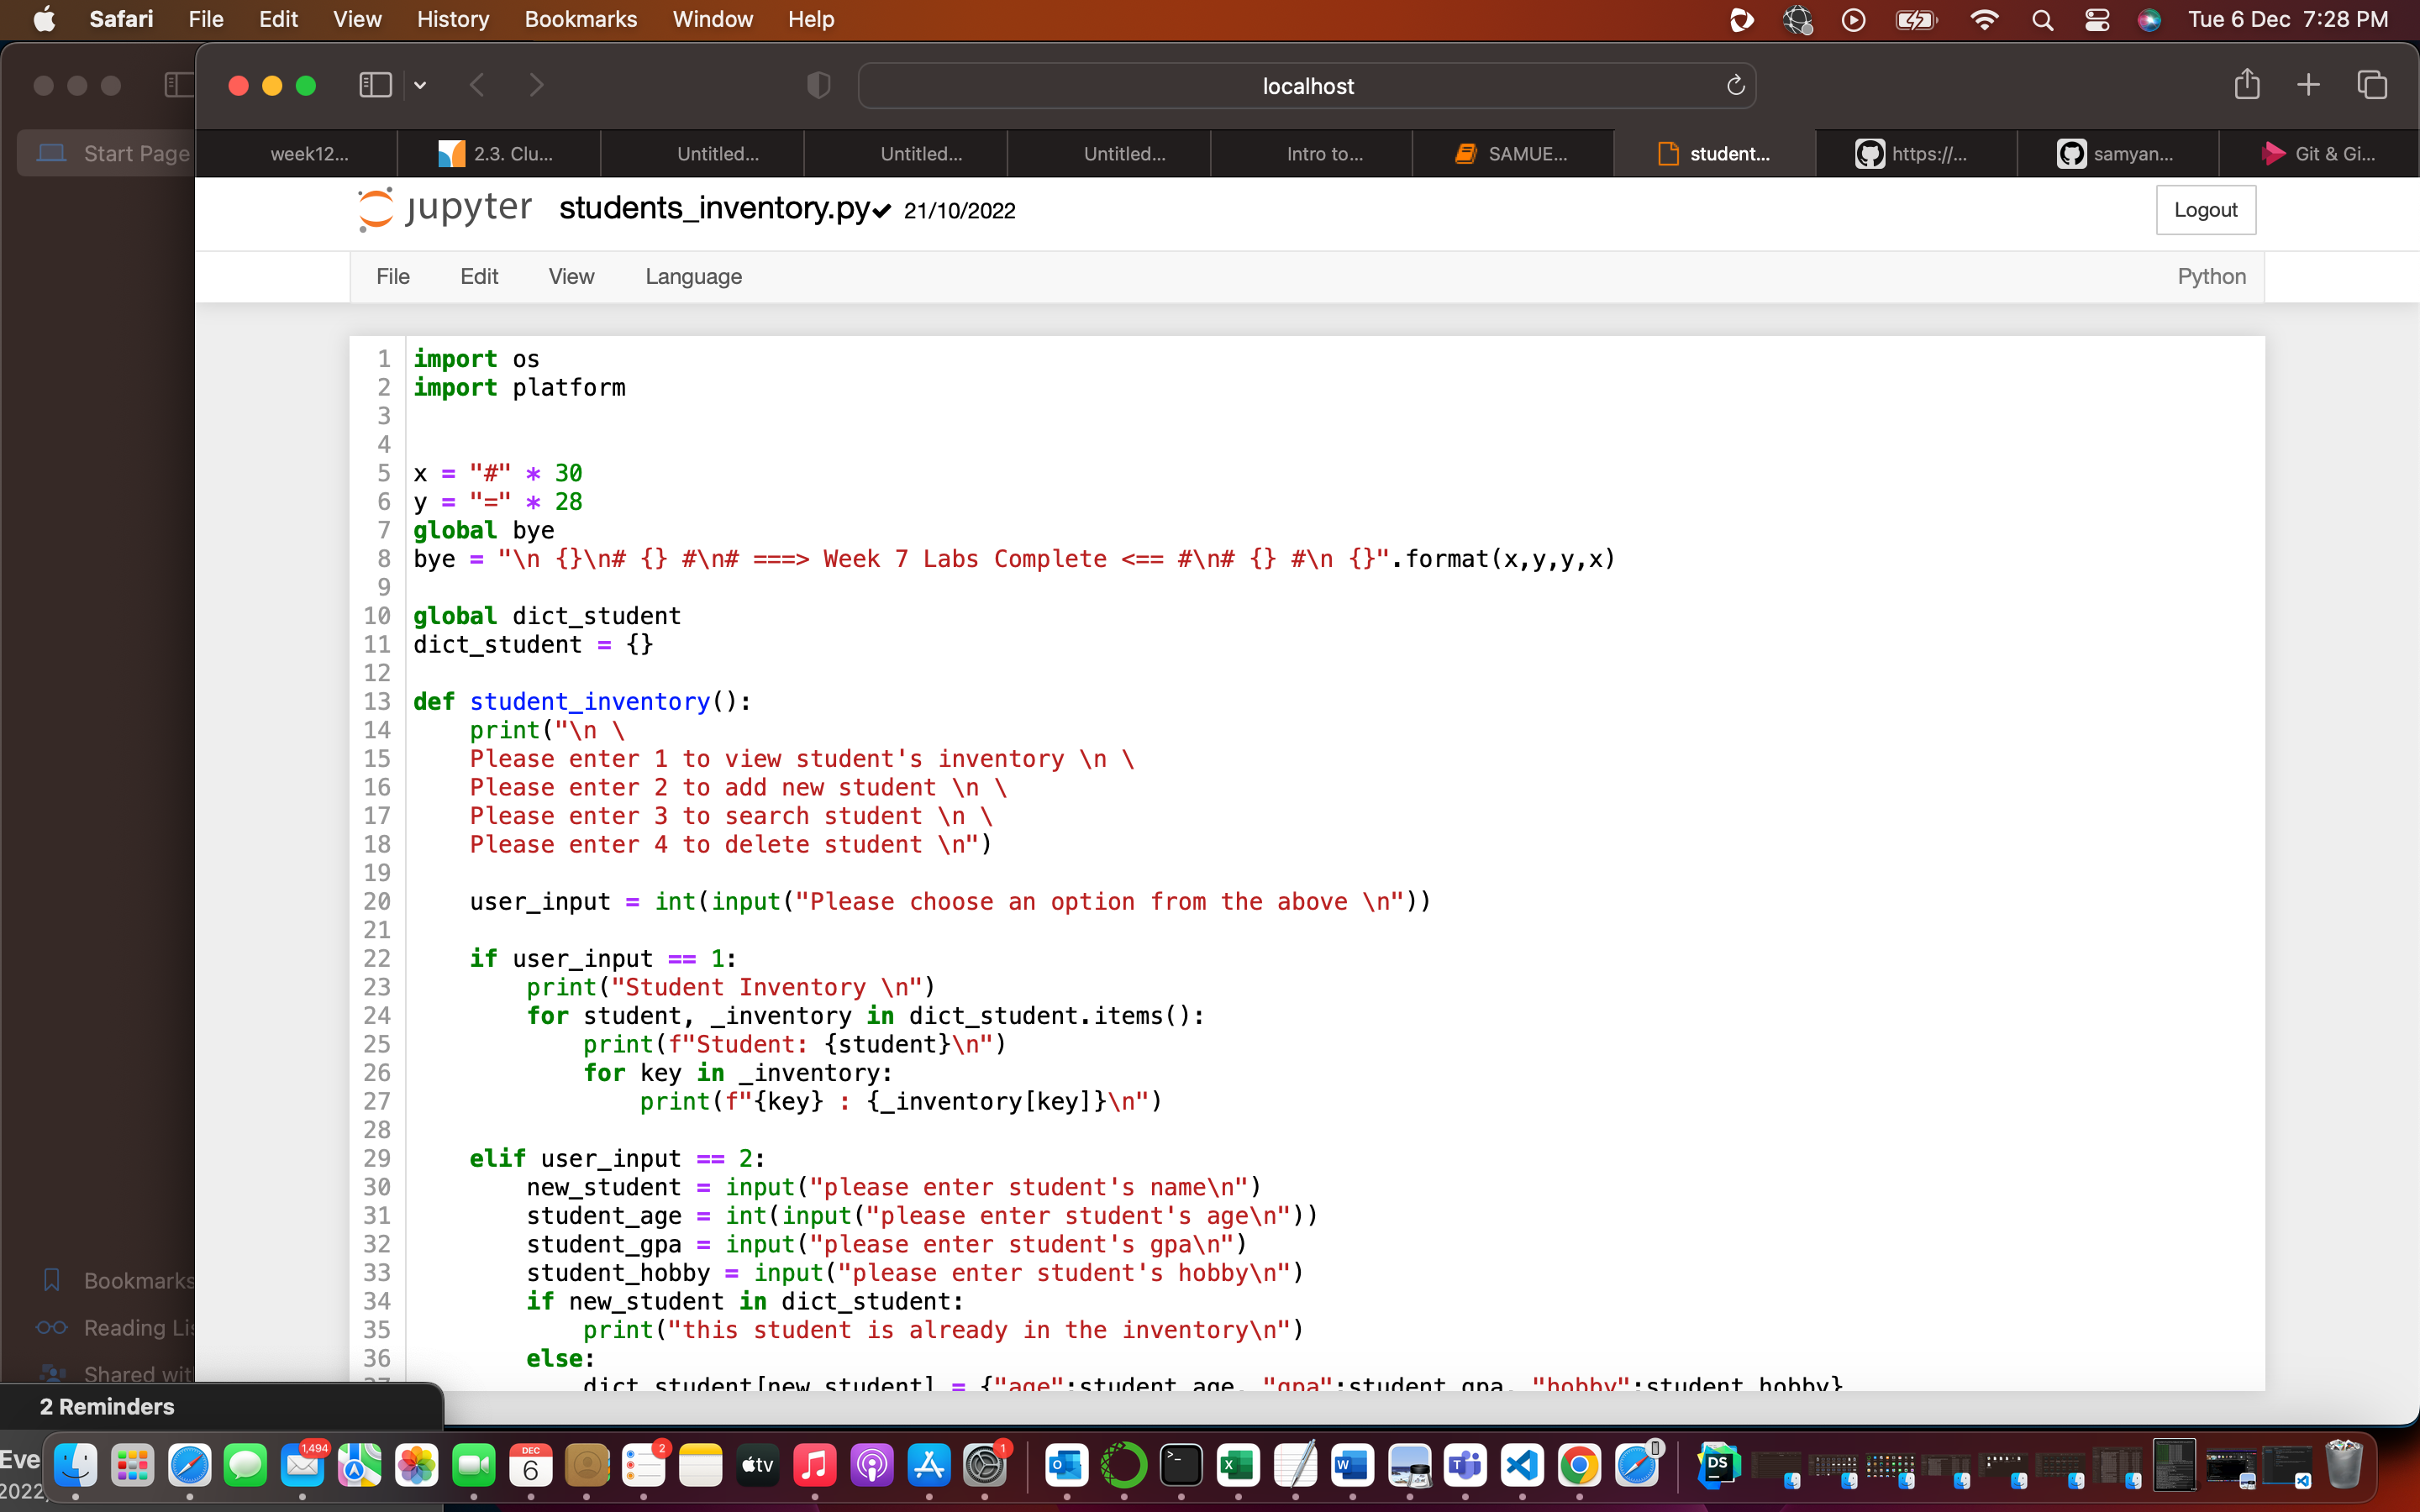 Safari File Edit View History Bookmarks Window Help Tue 6 Dec 7:28 PM
localhost
Start Page
week12... 2.3. Clu... Untitled... Untitled... Untitled... Intro to... SAMUE... student... https://... samyan... Git & Gi...
jupyter students_inventory.py✔ 21/10/2022 Logout
File Edit View Language Python
1 import os
2 import platform
3
4
5 x = "#" * 30
6 y = "=" * 28
7 global bye
8 bye = "\n {}\n# {} #\n# ===> Week 7 Labs Complete <== #\n# {} #\n {}".format(x,y,y,x)
9
10 global dict_student
11 dict_student = {}
12
13 def student_inventory():
14     print("\n \
15     Please enter 1 to view student's inventory \n \
16     Please enter 2 to add new student \n \
17     Please enter 3 to search student \n \
18     Please enter 4 to delete student \n")
19
20     user_input = int(input("Please choose an option from the above \n"))
21
22     if user_input == 1:
23         print("Student Inventory \n")
24         for student, _inventory in dict_student.items():
25             print(f"Student: {student}\n")
26             for key in _inventory:
27                 print(f"{key} : {_inventory[key]}\n")
28
29     elif user_input == 2:
30         new_student = input("please enter student's name\n")
31         student_age = int(input("please enter student's age\n"))
32         student_gpa = input("please enter student's gpa\n")
33         student_hobby = input("please enter student's hobby\n")
34         if new_student in dict_student:
35             print("this student is already in the inventory\n")
36         else:
37             dict_student[new_student] = {"age":student_age, "gpa":student_gpa, "hobby":student_hobby}
Bookmarks
Reading Lis
Shared wit
2 Reminders
Eve
2022,
1,494
DEC
6
2
tv
1
DS